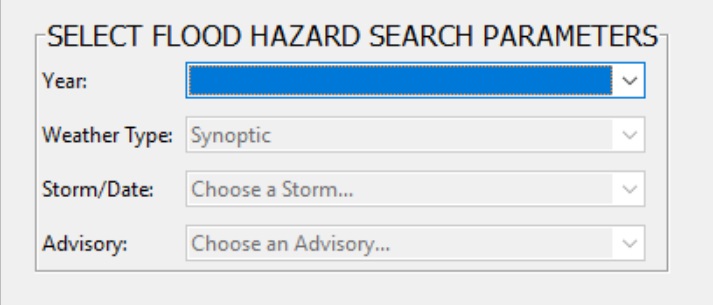 SELECT FLOOD HAZARD SEARCH PARAMETERS
Year:
Weather Type: Synoptic
Storm/Date: Choose a Storm...
Advisory: Choose an Advisory...